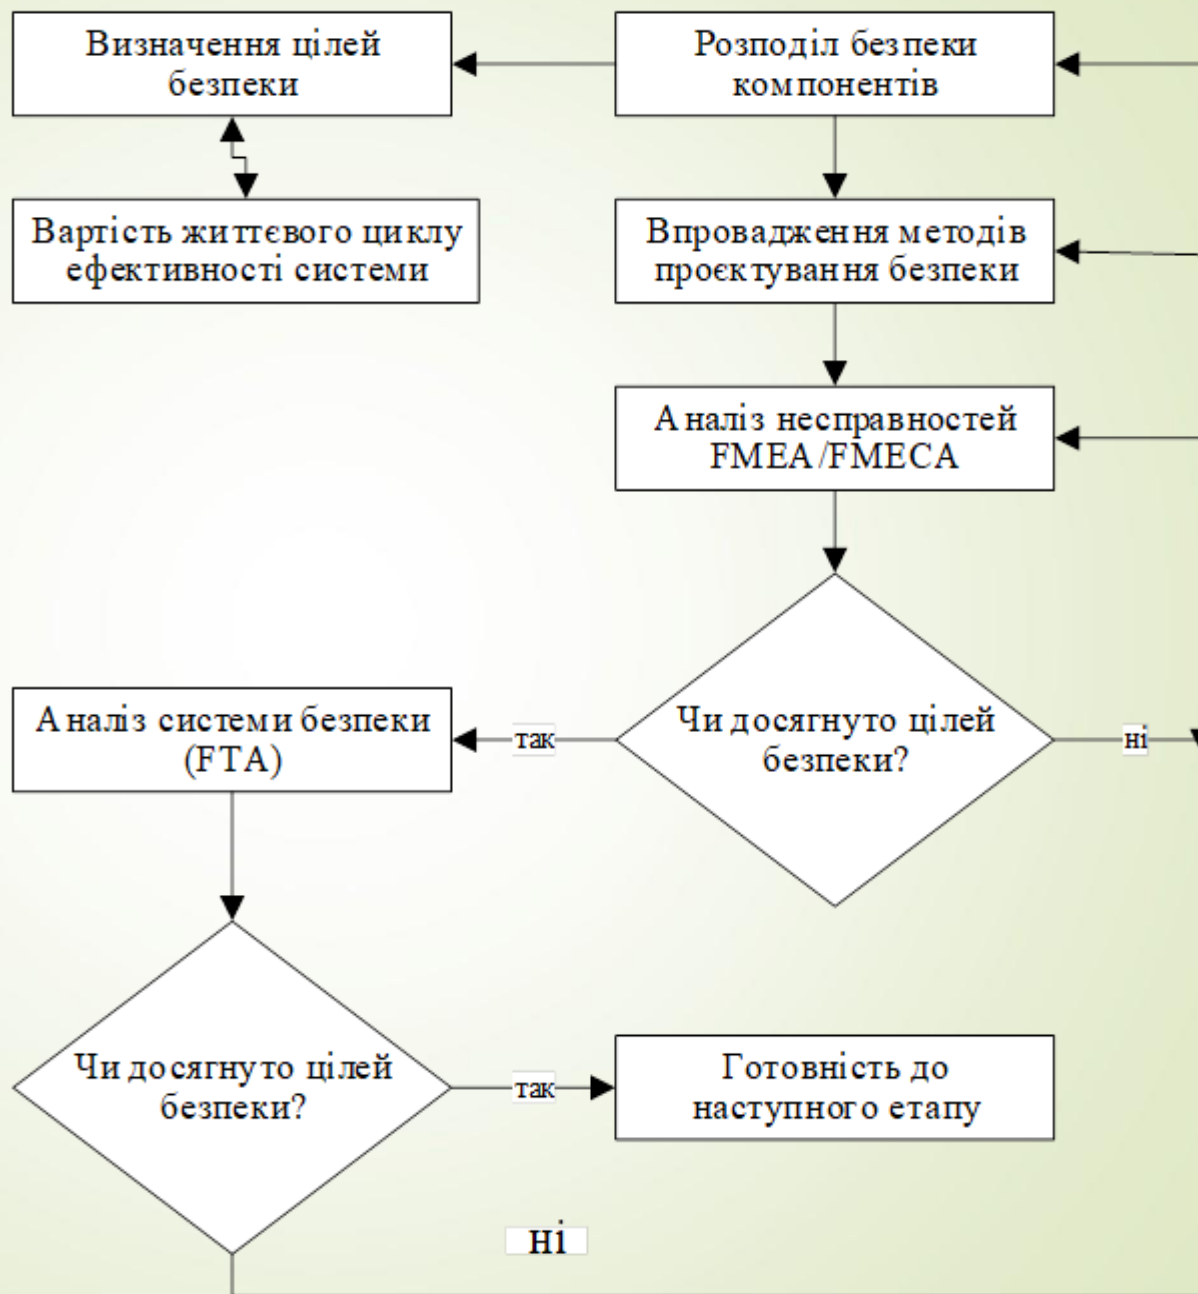 Визначення цілей
безпеки
Розподіл безпеки
компонентів
Вартість життєвого циклу
ефективності системи
Впровадження методів
проєктування безпеки
Аналіз несправностей
FMEA/FMECA
Чи досягнуто цілей
безпеки?
так
ні
Аналіз системи безпеки
(FTA)
Чи досягнуто цілей
безпеки?
так
Готовність до
наступного етапу
ні